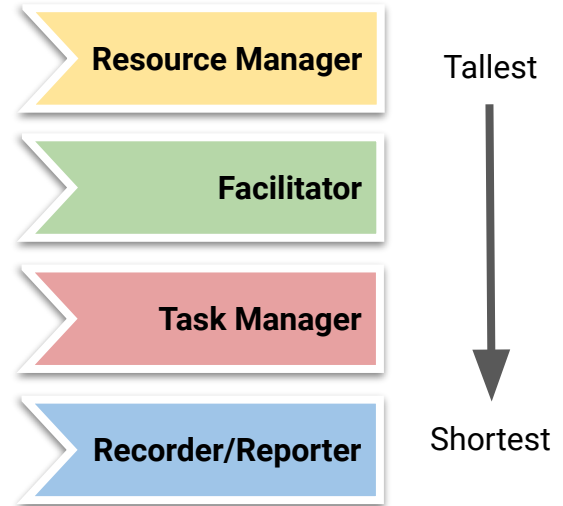 Resource Manager
Tallest
Facilitator
Task Manager
Recorder/Reporter
Shortest